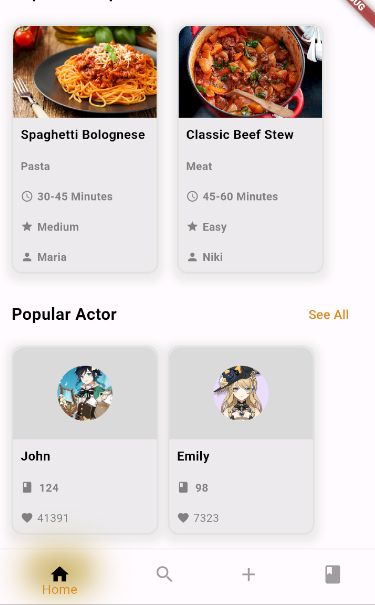 Spaghetti Bolognese
Pasta
30-45 Minutes
Medium
Maria
Classic Beef Stew
Meat
45-60 Minutes
Easy
Niki
Popular Actor
See All
John
124
41391
Emily
98
7323
Home